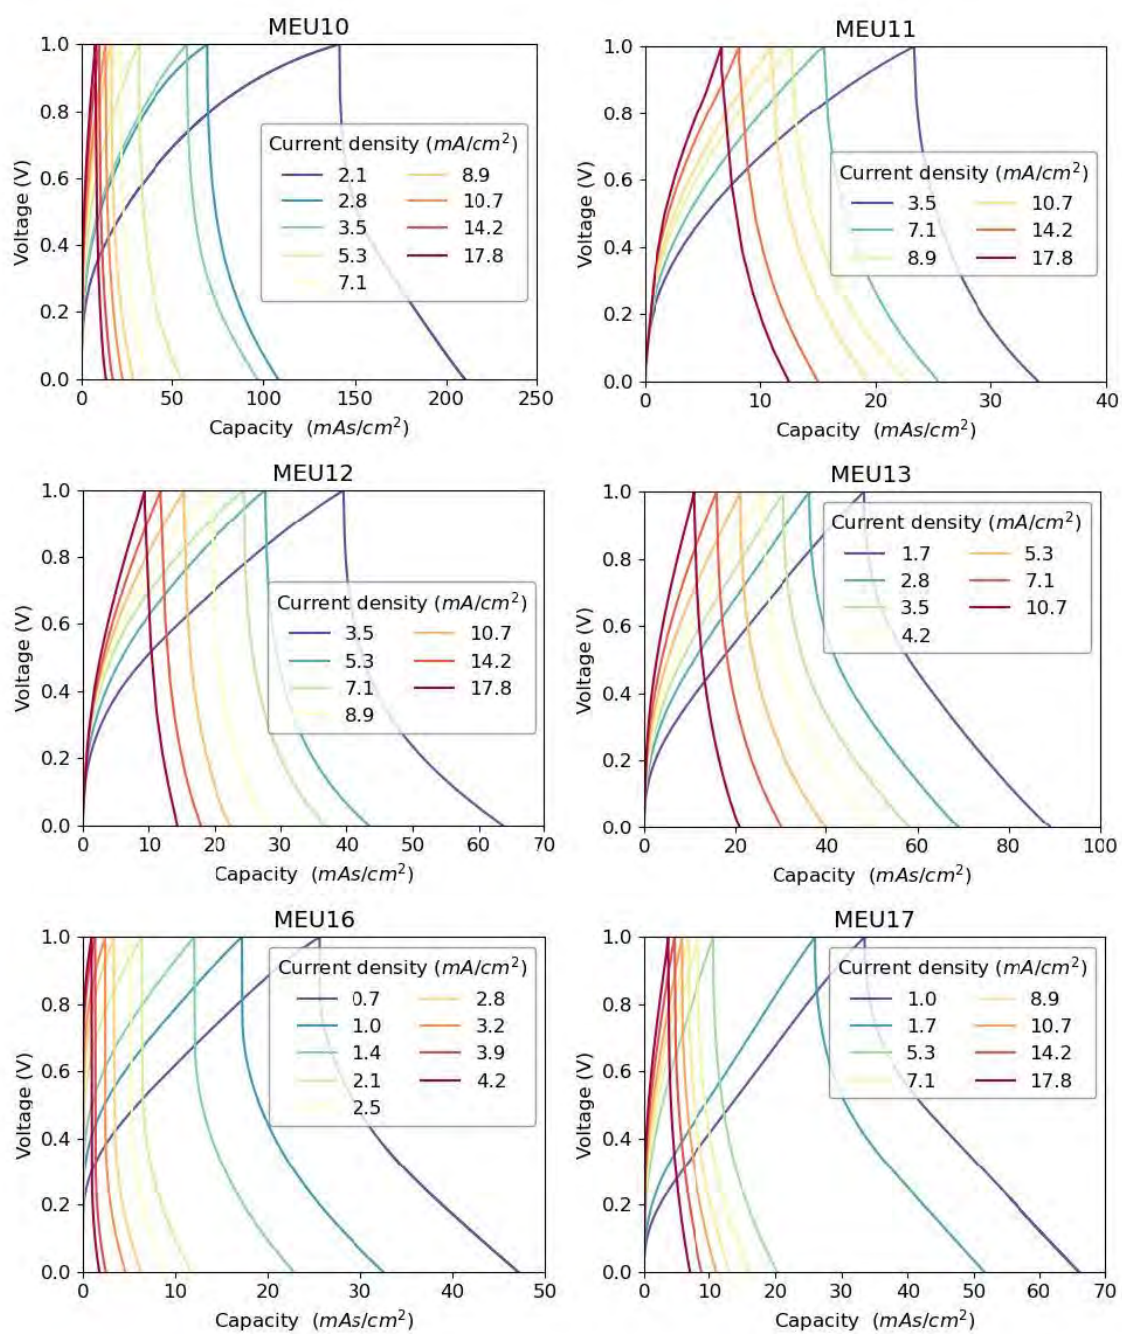 MEU10
1.0
0.8
0.6
0.4
0.2
0.0
Voltage (V)
Current density (mA/cm²)
2.1 8.9
2.8 10.7
3.5 14.2
5.3 17.8
7.1
0 50 100 150 200 250
Capacity (mAs/cm²)
MEU11
1.0
0.8
0.6
0.4
0.2
0.0
Voltage (V)
Current density (mA/cm²)
3.5 10.7
7.1 14.2
8.9 17.8
0 10 20 30 40
Capacity (mAs/cm²)
MEU12
1.0
0.8
0.6
0.4
0.2
0.0
Voltage (V)
Current density (mA/cm²)
3.5 10.7
5.3 14.2
7.1 17.8
8.9
0 10 20 30 40 50 60 70
Capacity (mAs/cm²)
MEU13
1.0
0.8
0.6
0.4
0.2
0.0
Voltage (V)
Current density (mA/cm²)
1.7 5.3
2.8 7.1
3.5 10.7
4.2
0 20 40 60 80 100
Capacity (mAs/cm²)
MEU16
1.0
0.8
0.6
0.4
0.2
0.0
Voltage (V)
Current density (mA/cm²)
0.7 2.8
1.0 3.2
1.4 3.9
2.1 4.2
2.5
0 10 20 30 40 50
Capacity (mAs/cm²)
MEU17
1.0
0.8
0.6
0.4
0.2
0.0
Voltage (V)
Current density (mA/cm²)
1.0 8.9
1.7 10.7
5.3 14.2
7.1 17.8
0 10 20 30 40 50 60 70
Capacity (mAs/cm²)